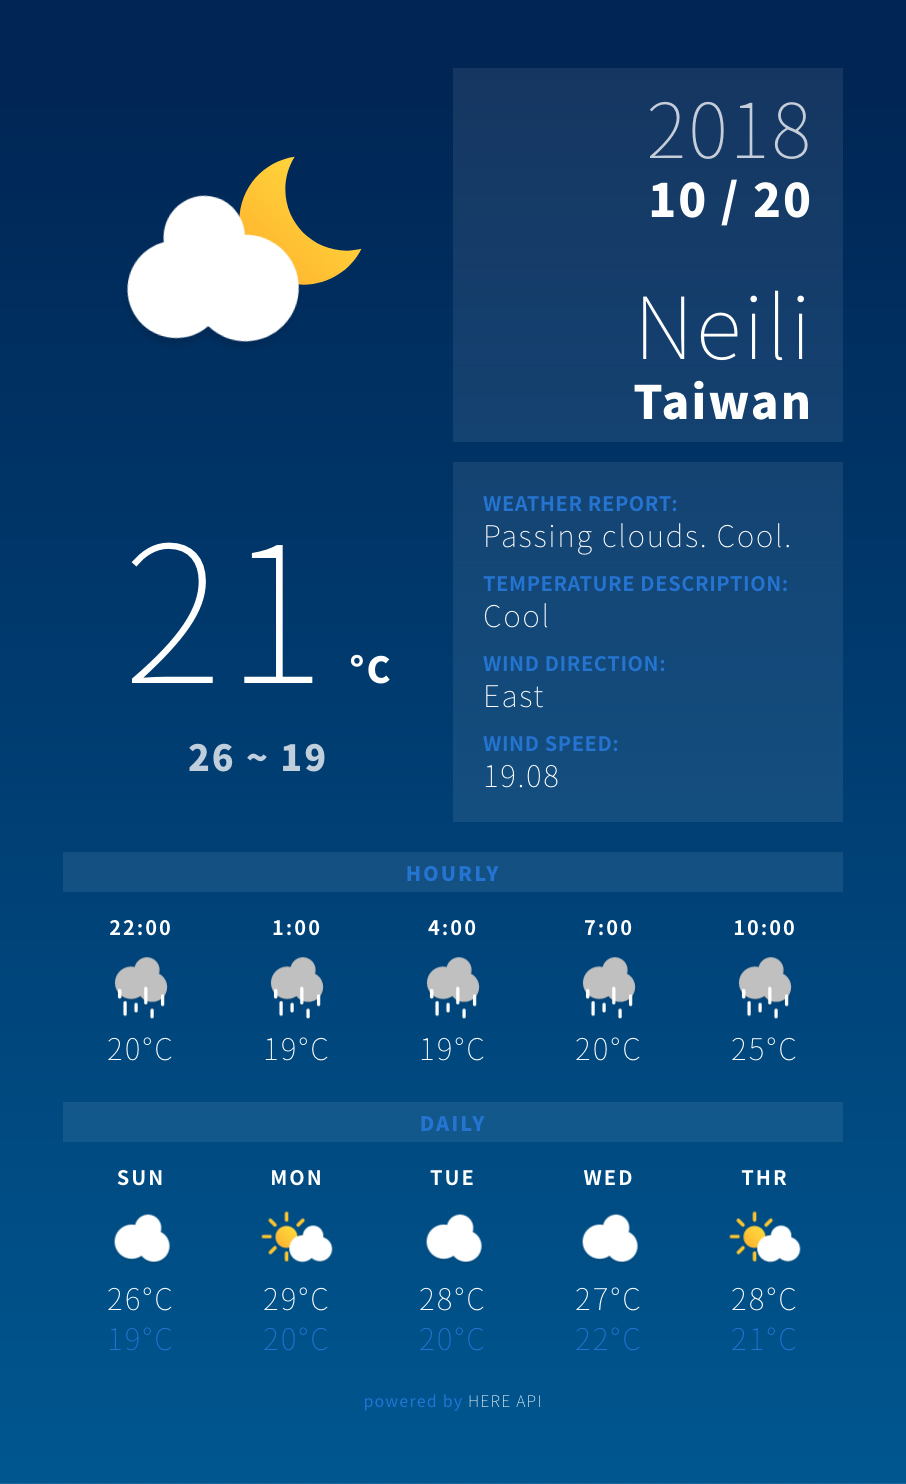 2018
10 / 20
Neili
Taiwan
21 °C
26 ~ 19
WEATHER REPORT:
Passing clouds. Cool.
TEMPERATURE DESCRIPTION:
Cool
WIND DIRECTION:
East
WIND SPEED:
19.08
HOURLY
22:00 1:00 4:00 7:00 10:00
20°C 19°C 19°C 20°C 25°C
DAILY
SUN MON TUE WED THR
26°C 29°C 28°C 27°C 28°C
19°C 20°C 20°C 22°C 21°C
powered by HERE API